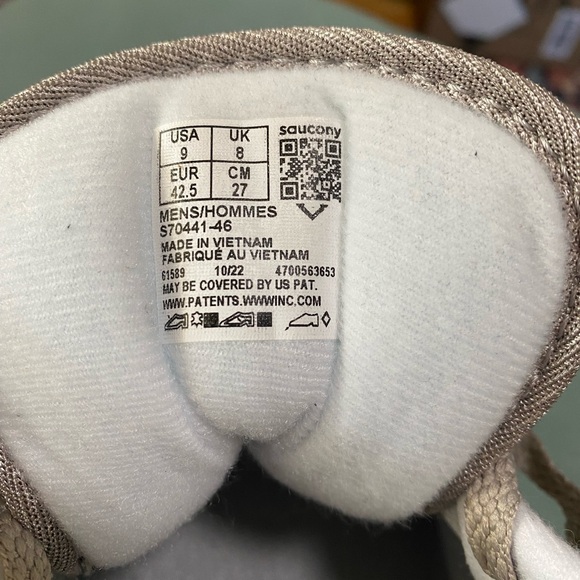 USA UK saucony
9 8
EUR CM
42.5 27
MENS/HOMMES
S70441-46
MADE IN VIETNAM
FABRIQUÉ AU VIETNAM
61589 10/22 4700563653
MAY BE COVERED BY US PAT.
WWW.PATENTS.WWWINC.COM